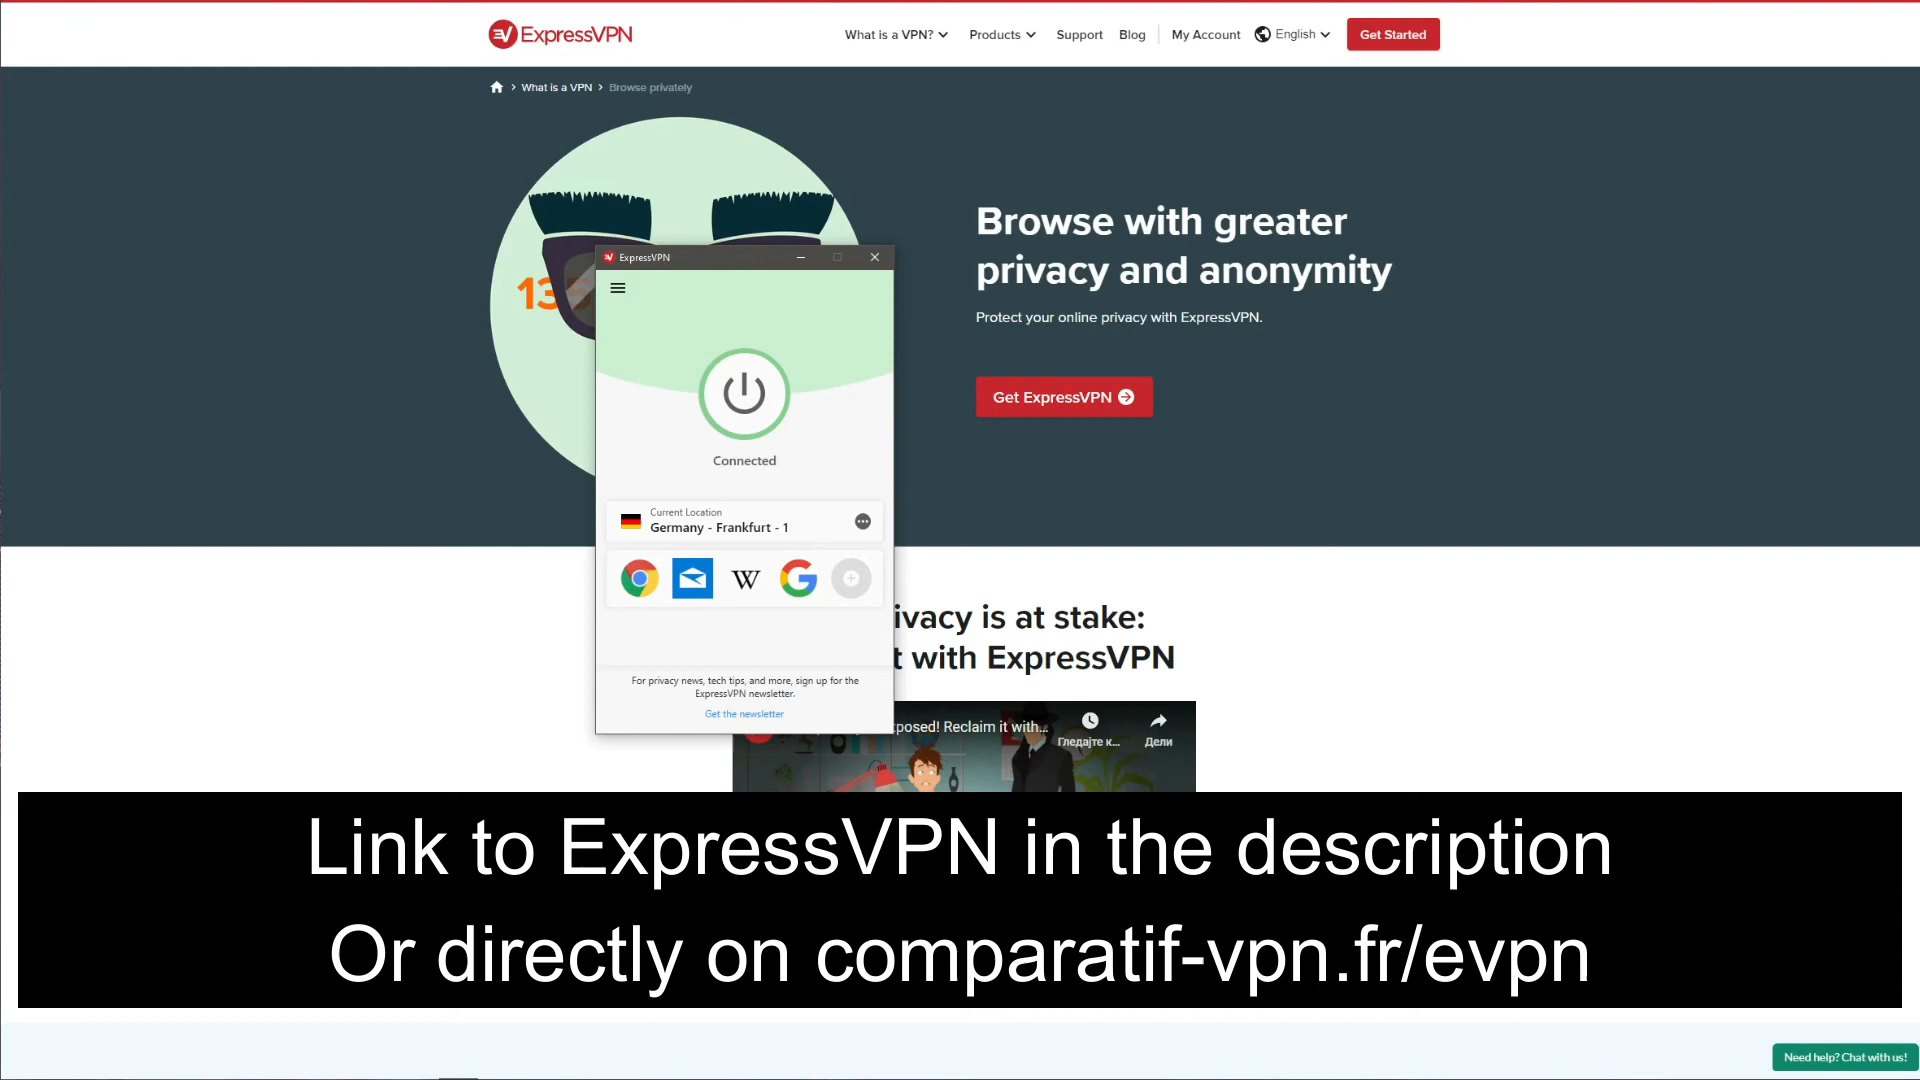 ExpressVPN
What is a VPN?
Products
Support
Blog
My Account
English
Get Started
What is a VPN
Browse privately
Browse with greater
privacy and anonymity
Protect your online privacy with ExpressVPN.
Get ExpressVPN
ExpressVPN
Connected
Current Location
Germany - Frankfurt - 1
For privacy news, tech tips, and more, sign up for the
ExpressVPN newsletter.
Get the newsletter
ivacy is at stake:
t with ExpressVPN
posed! Reclaim it with...
Гледајте к...
Дели
Link to ExpressVPN in the description
Or directly on comparatif-vpn.fr/evpn
Need help? Chat with us!